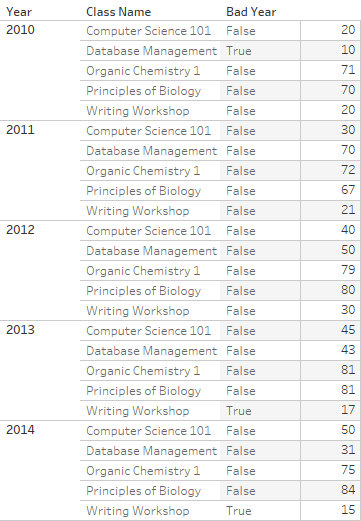 Year Class Name Bad Year
2010 Computer Science 101 False 20
Database Management True 10
Organic Chemistry 1 False 71
Principles of Biology False 70
Writing Workshop False 20
2011 Computer Science 101 False 30
Database Management False 70
Organic Chemistry 1 False 72
Principles of Biology False 67
Writing Workshop False 21
2012 Computer Science 101 False 40
Database Management False 50
Organic Chemistry 1 False 79
Principles of Biology False 80
Writing Workshop False 30
2013 Computer Science 101 False 45
Database Management False 43
Organic Chemistry 1 False 81
Principles of Biology False 81
Writing Workshop True 17
2014 Computer Science 101 False 50
Database Management False 31
Organic Chemistry 1 False 75
Principles of Biology False 84
Writing Workshop True 15